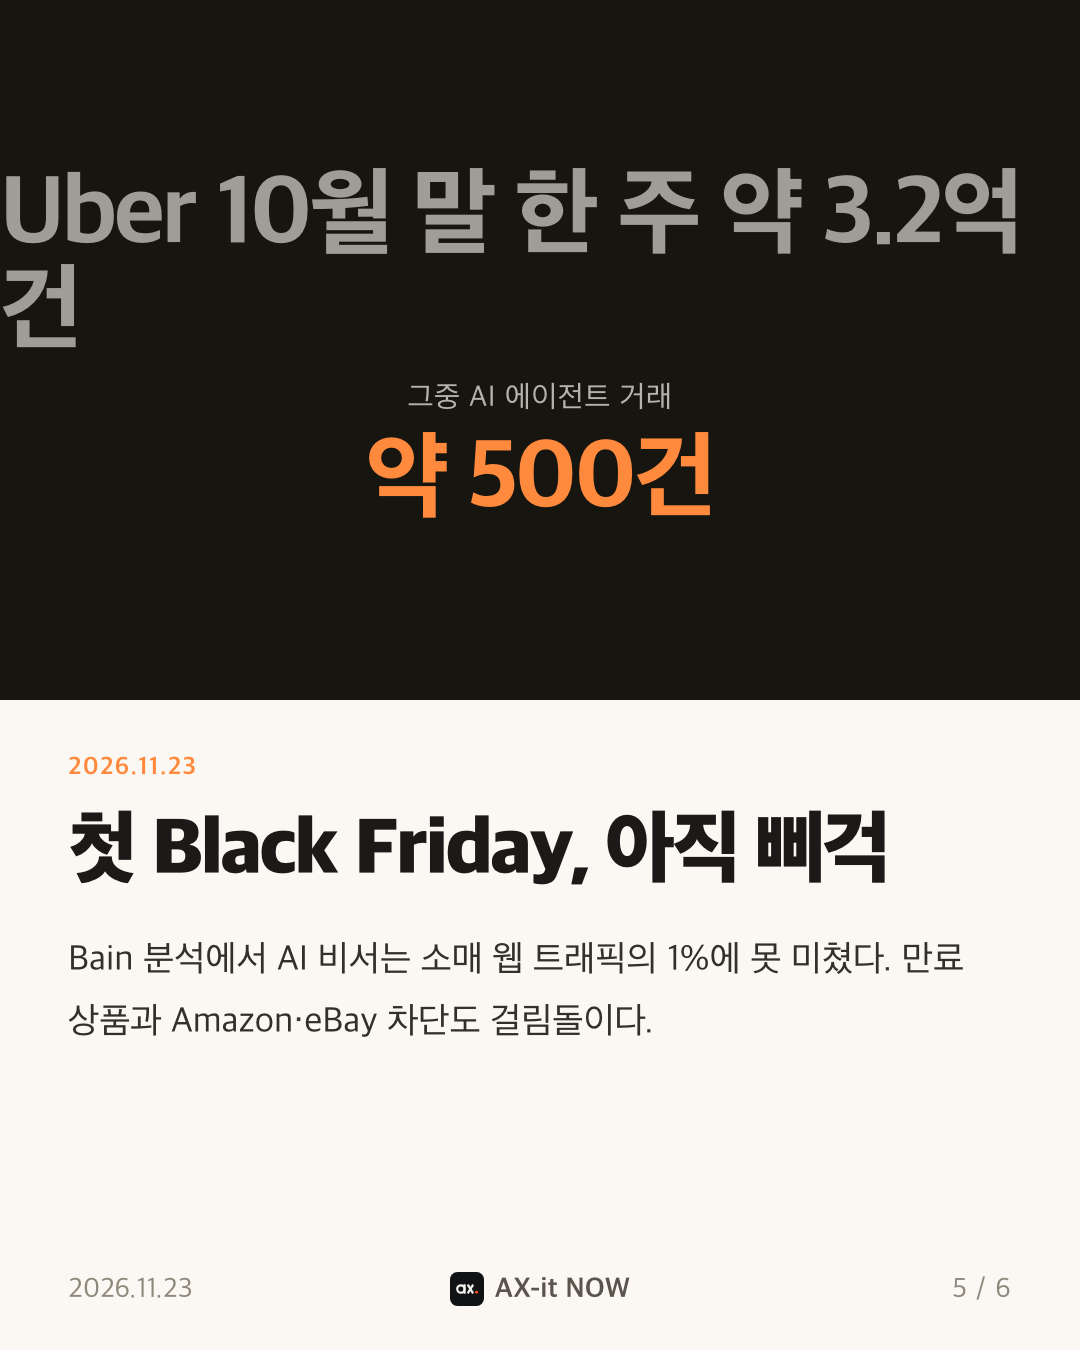 Uber 10월 말 한 주 약 3.2억
건
그중 AI 에이전트 거래
약 500건
2026.11.23
첫 Black Friday, 아직 삐걱
Bain 분석에서 AI 비서는 소매 웹 트래픽의 1%에 못 미쳤다. 만료
상품과 Amazon·eBay 차단도 걸림돌이다.
2026.11.23
ax. AX-it NOW
5 / 6